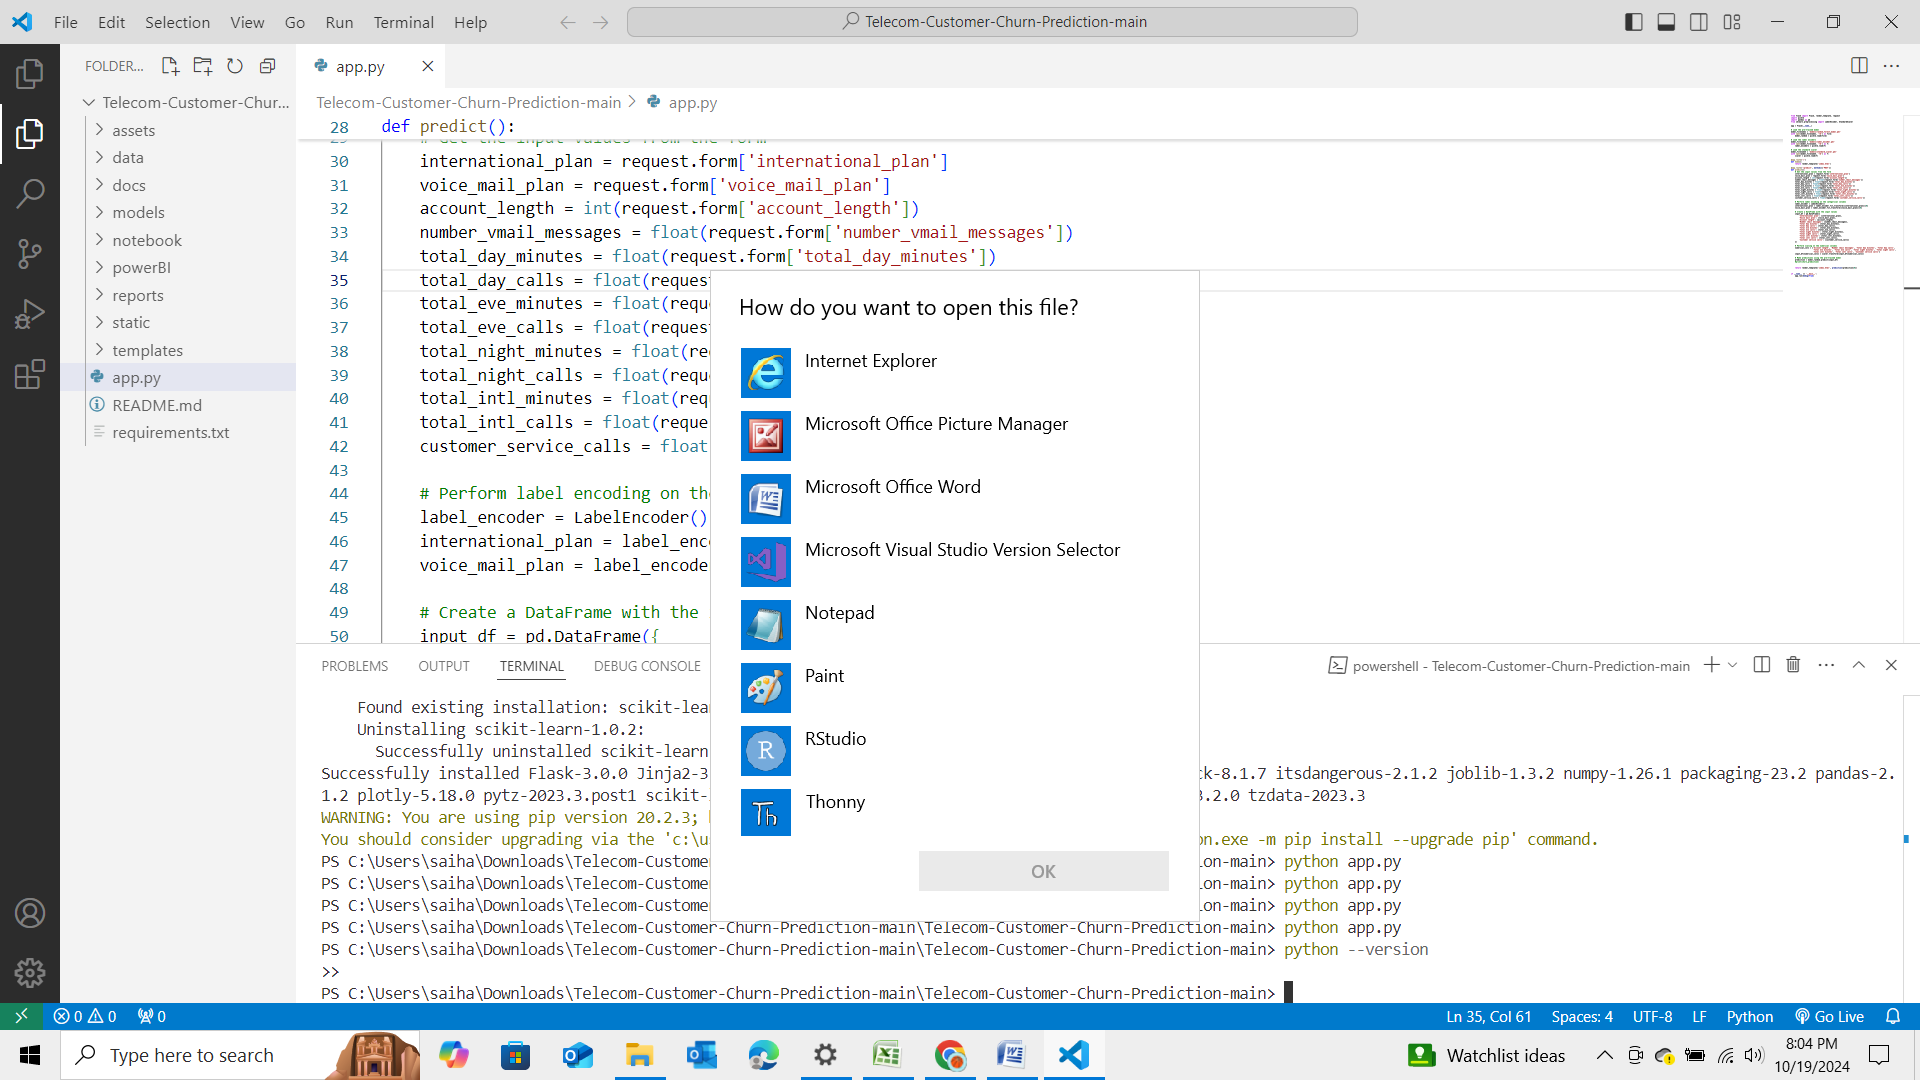 File Edit Selection View Go Run Terminal Help
Telecom-Customer-Churn-Prediction-main
FOLDER...
app.py
Telecom-Customer-Chur...
assets
data
docs
models
notebook
powerBI
reports
static
templates
app.py
README.md
requirements.txt
Telecom-Customer-Churn-Prediction-main > app.py
28 def predict():
30 international_plan = request.form['international_plan']
31 voice_mail_plan = request.form['voice_mail_plan']
32 account_length = int(request.form['account_length'])
33 number_vmail_messages = float(request.form['number_vmail_messages'])
34 total_day_minutes = float(request.form['total_day_minutes'])
35 total_day_calls = float(request
36 total_eve_minutes = float(requ
37 total_eve_calls = float(request
38 total_night_minutes = float(re
39 total_night_calls = float(requ
40 total_intl_minutes = float(req
41 total_intl_calls = float(reque
42 customer_service_calls = float
43
44 # Perform label encoding on the
45 label_encoder = LabelEncoder()
46 international_plan = label_enc
47 voice_mail_plan = label_encode
48
49 # Create a DataFrame with the
50 input_df = pd.DataFrame({
How do you want to open this file?
Internet Explorer
Microsoft Office Picture Manager
Microsoft Office Word
Microsoft Visual Studio Version Selector
Notepad
Paint
RStudio
Thonny
OK
PROBLEMS OUTPUT TERMINAL DEBUG CONSOLE
powershell - Telecom-Customer-Churn-Prediction-main
Found existing installation: scikit-lea
Uninstalling scikit-learn-1.0.2:
Successfully uninstalled scikit-learn
Successfully installed Flask-3.0.0 Jinja2-3 ck-8.1.7 itsdangerous-2.1.2 joblib-1.3.2 numpy-1.26.1 packaging-23.2 pandas-2.
1.2 plotly-5.18.0 pytz-2023.3.post1 scikit- 3.2.0 tzdata-2023.3
WARNING: You are using pip version 20.2.3;
You should consider upgrading via the 'c:\u on.exe -m pip install --upgrade pip' command.
PS C:\Users\saiha\Downloads\Telecom-Custome ion-main> python app.py
PS C:\Users\saiha\Downloads\Telecom-Custome ion-main> python app.py
PS C:\Users\saiha\Downloads\Telecom-Custome ion-main> python app.py
PS C:\Users\saiha\Downloads\Telecom-Customer-Churn-Prediction-main\Telecom-Customer-Churn-Prediction-main> python app.py
PS C:\Users\saiha\Downloads\Telecom-Customer-Churn-Prediction-main\Telecom-Customer-Churn-Prediction-main> python --version
>>
PS C:\Users\saiha\Downloads\Telecom-Customer-Churn-Prediction-main\Telecom-Customer-Churn-Prediction-main>
0 0 0
Ln 35, Col 61 Spaces: 4 UTF-8 LF Python Go Live
Type here to search
Watchlist ideas
8:04 PM
10/19/2024